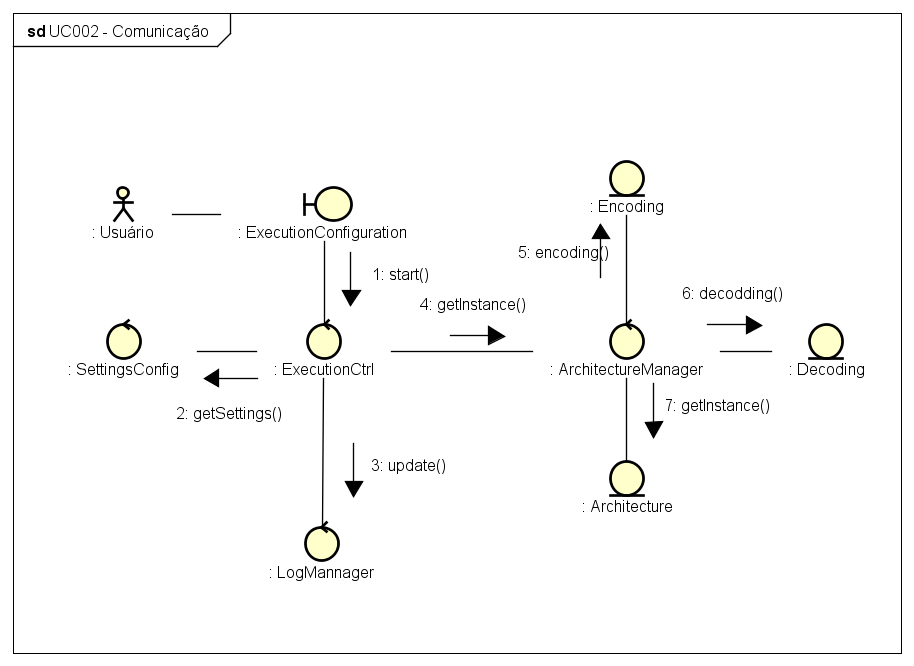 sd UC002 - Comunicação
: Encoding
: Usuário
: ExecutionConfiguration
5: encoding()
1: start()
6: decodding()
4: getInstance()
: SettingsConfig
: ExecutionCtrl
: ArchitectureManager
: Decoding
2: getSettings()
7: getInstance()
3: update()
: Architecture
: LogMannager